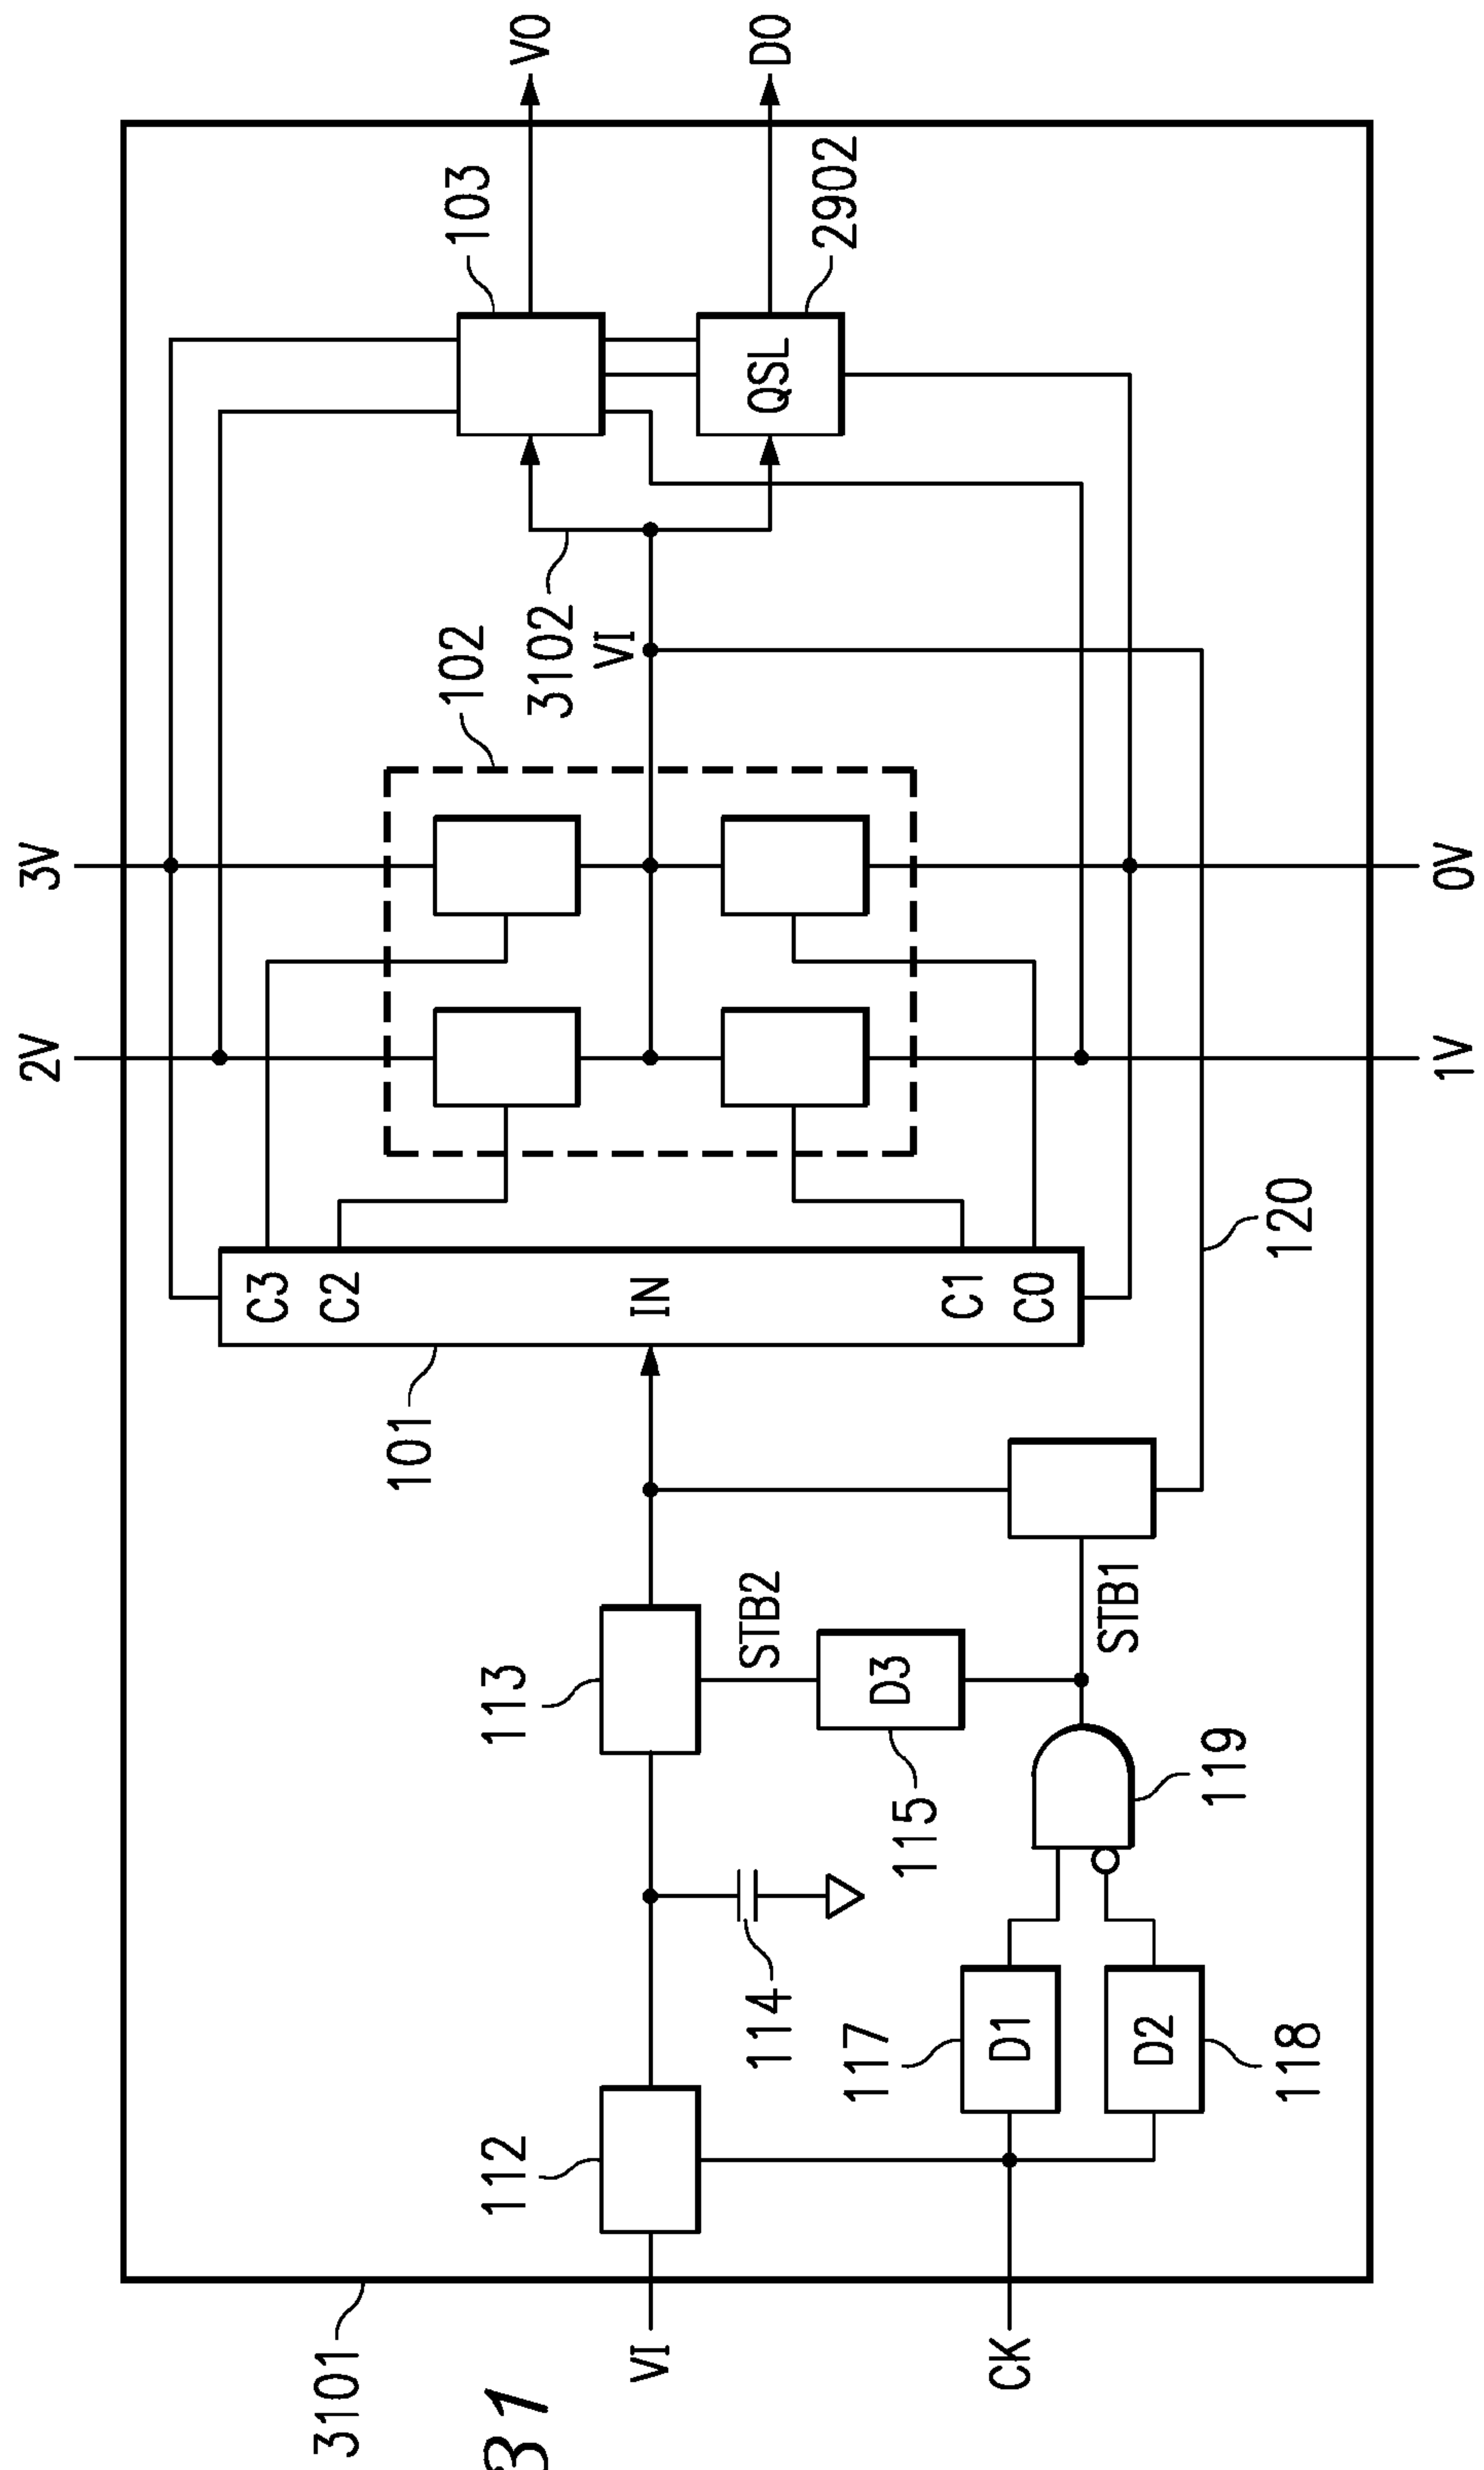 3101
112
113
101
102
3102
VI
103
VO
DO
VI
CK
114
117
D1
118
D2
119
115
D3
STB2
STB1
120
C3
C2
IN
C1
C0
2V
3V
1V
0V
QSL
2902
31